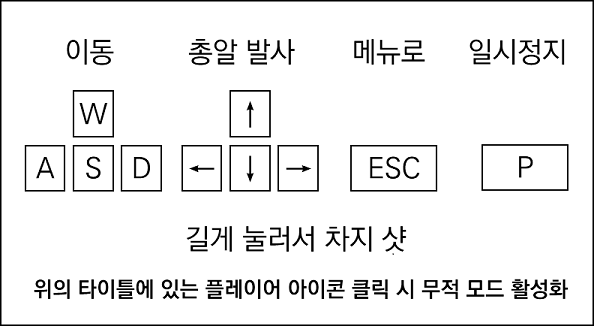 이동 총알 발사 메뉴로 일시정지
W ↑
A S D ← ↓ → ESC P
길게 눌러서 차지 샷
위의 타이틀에 있는 플레이어 아이콘 클릭 시 무적 모드 활성화